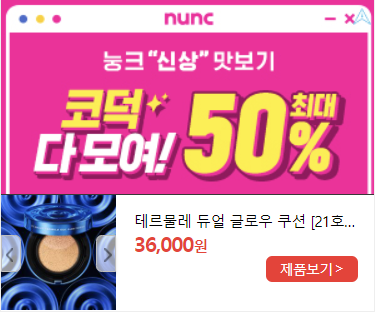 nunc
눙크 “신상” 맛보기
코덕
다모여!
최대
50%
테르물레 듀얼 글로우 쿠션 [21호...
36,000원
제품보기 >